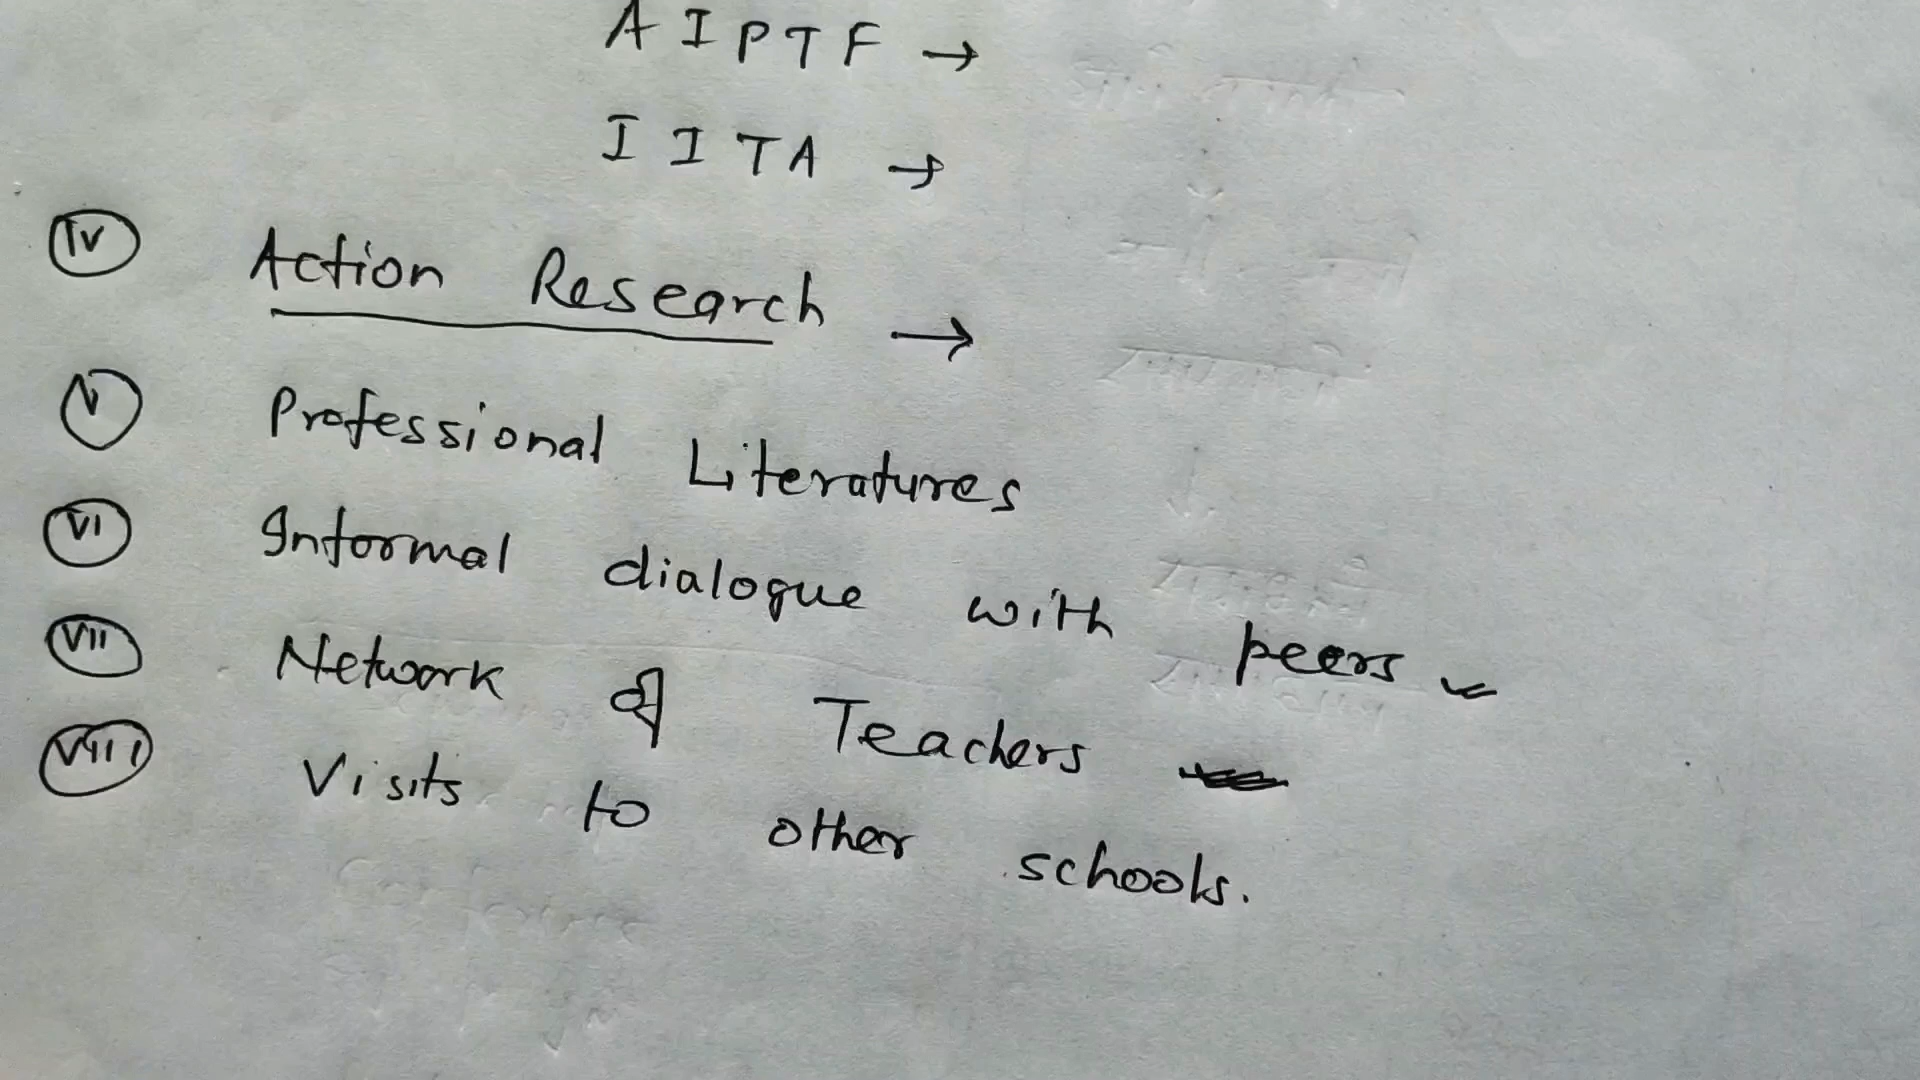 AIPTF →
IITA →
IV Action Research →
V Professional Literatures
VI Informal dialogue with peers
VII Network of Teachers
VIII Visits to other schools.